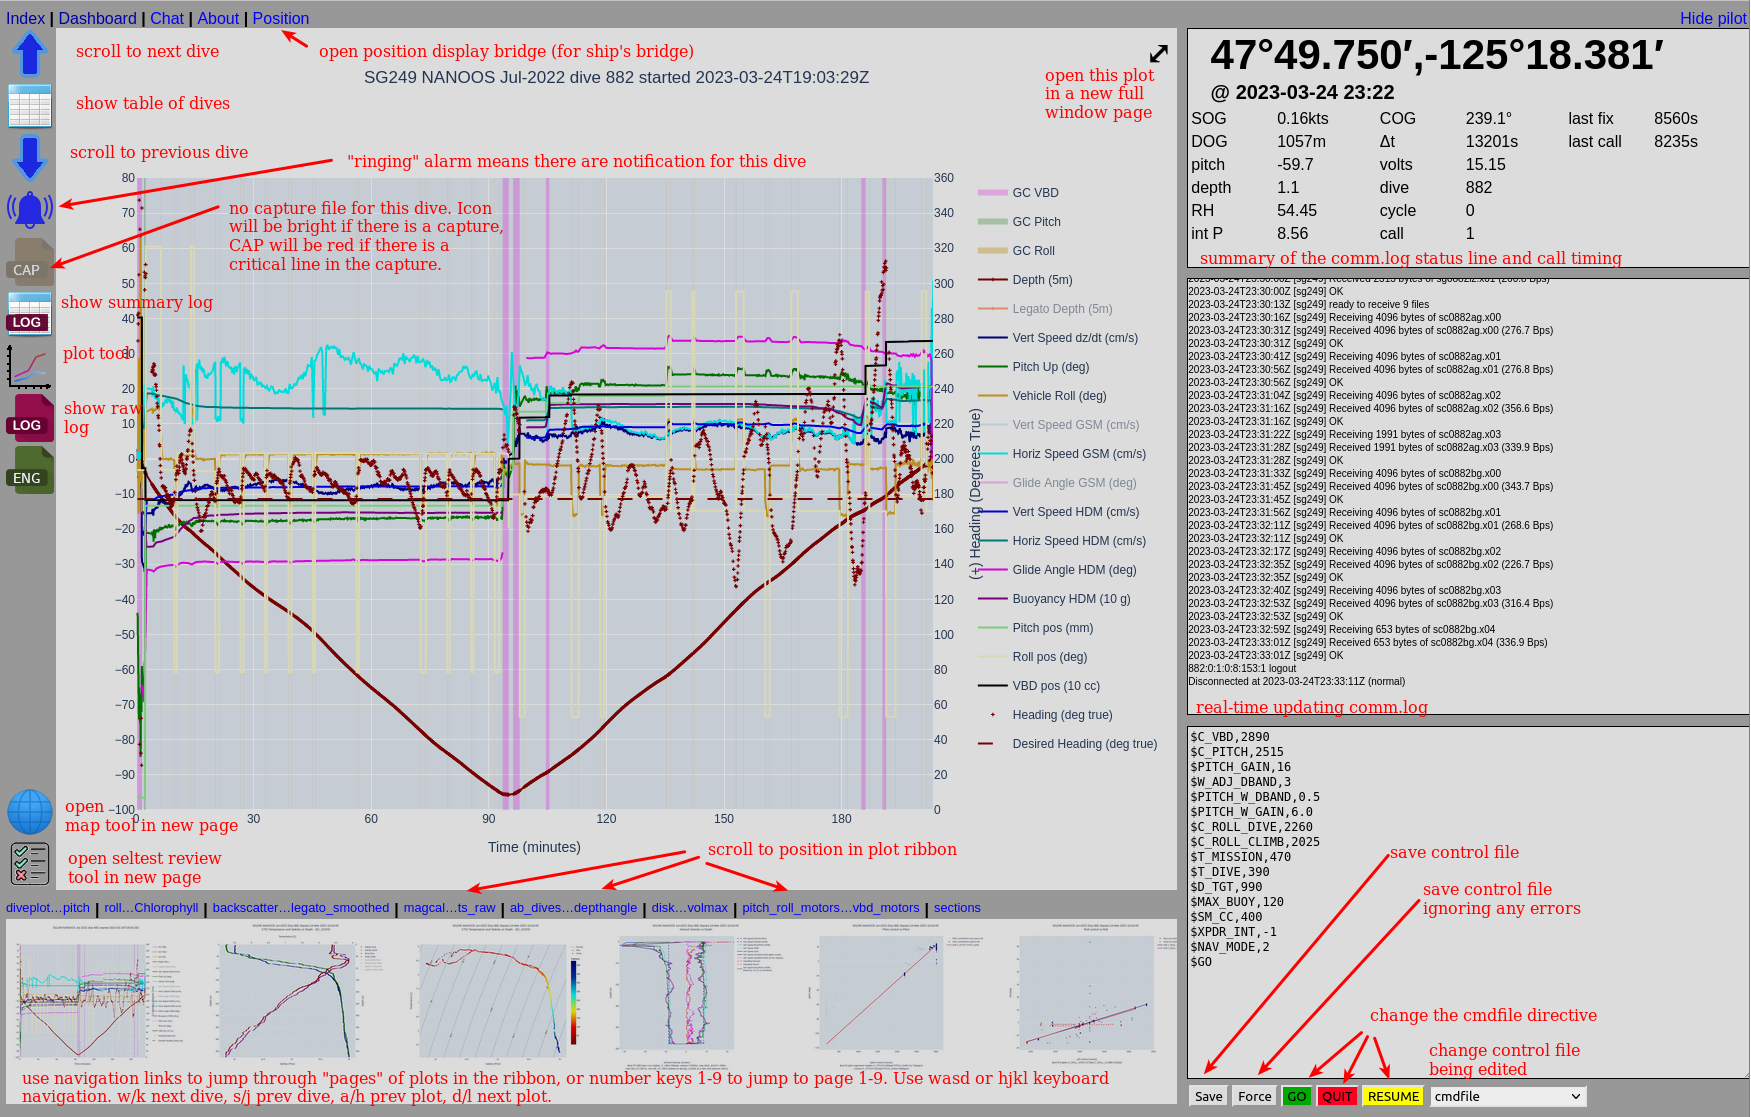 Index | Dashboard | Chat | About | Position
Hide pilot
scroll to next dive
open position display bridge (for ship's bridge)
SG249 NANOOS Jul-2022 dive 882 started 2023-03-24T19:03:29Z
open this plot
in a new full
window page
show table of dives
scroll to previous dive
"ringing" alarm means there are notification for this dive
no capture file for this dive. Icon
will be bright if there is a capture,
CAP will be red if there is a
critical line in the capture.
CAP
show summary log
LOG
plot tool
show raw
log
LOG
ENG
open
map tool in new page
open seltest review
tool in new page
80
70
60
50
40
30
20
10
0
−10
−20
−30
−40
−50
−60
−70
−80
−90
−100
0 30 60 90 120 150 180
Time (minutes)
360
340
320
300
280
260
240
220
200
180
160
140
120
100
80
60
40
20
0
(+) Heading (Degrees True)
GC VBD
GC Pitch
GC Roll
Depth (5m)
Legato Depth (5m)
Vert Speed dz/dt (cm/s)
Pitch Up (deg)
Vehicle Roll (deg)
Vert Speed GSM (cm/s)
Horiz Speed GSM (cm/s)
Glide Angle GSM (deg)
Vert Speed HDM (cm/s)
Horiz Speed HDM (cm/s)
Glide Angle HDM (deg)
Buoyancy HDM (10 g)
Pitch pos (mm)
Roll pos (deg)
VBD pos (10 cc)
Heading (deg true)
Desired Heading (deg true)
scroll to position in plot ribbon
diveplot...pitch | roll...Chlorophyll | backscatter...legato_smoothed | magcal...ts_raw | ab_dives...depthangle | disk...volmax | pitch_roll_motors...vbd_motors | sections
use navigation links to jump through "pages" of plots in the ribbon, or number keys 1-9 to jump to page 1-9. Use wasd or hjkl keyboard
navigation. w/k next dive, s/j prev dive, a/h prev plot, d/l next plot.
47°49.750′,-125°18.381′
@ 2023-03-24 23:22
SOG 0.16kts COG 239.1° last fix 8560s
DOG 1057m Δt 13201s last call 8235s
pitch -59.7 volts 15.15
depth 1.1 dive 882
RH 54.45 cycle 0
int P 8.56 call 1
summary of the comm.log status line and call timing
2023-03-24T23:30:00Z [sg249] OK
2023-03-24T23:30:13Z [sg249] ready to receive 9 files
2023-03-24T23:30:16Z [sg249] Receiving 4096 bytes of sc0882ag.x00
2023-03-24T23:30:31Z [sg249] Received 4096 bytes of sc0882ag.x00 (276.7 Bps)
2023-03-24T23:30:31Z [sg249] OK
2023-03-24T23:30:41Z [sg249] Receiving 4096 bytes of sc0882ag.x01
2023-03-24T23:30:56Z [sg249] Received 4096 bytes of sc0882ag.x01 (276.8 Bps)
2023-03-24T23:30:56Z [sg249] OK
2023-03-24T23:31:04Z [sg249] Receiving 4096 bytes of sc0882ag.x02
2023-03-24T23:31:16Z [sg249] Received 4096 bytes of sc0882ag.x02 (356.6 Bps)
2023-03-24T23:31:16Z [sg249] OK
2023-03-24T23:31:22Z [sg249] Receiving 1991 bytes of sc0882ag.x03
2023-03-24T23:31:28Z [sg249] Received 1991 bytes of sc0882ag.x03 (339.9 Bps)
2023-03-24T23:31:28Z [sg249] OK
2023-03-24T23:31:33Z [sg249] Receiving 4096 bytes of sc0882bg.x00
2023-03-24T23:31:45Z [sg249] Received 4096 bytes of sc0882bg.x00 (343.7 Bps)
2023-03-24T23:31:45Z [sg249] OK
2023-03-24T23:31:56Z [sg249] Receiving 4096 bytes of sc0882bg.x01
2023-03-24T23:32:11Z [sg249] Received 4096 bytes of sc0882bg.x01 (268.6 Bps)
2023-03-24T23:32:11Z [sg249] OK
2023-03-24T23:32:17Z [sg249] Receiving 4096 bytes of sc0882bg.x02
2023-03-24T23:32:35Z [sg249] Received 4096 bytes of sc0882bg.x02 (226.7 Bps)
2023-03-24T23:32:35Z [sg249] OK
2023-03-24T23:32:40Z [sg249] Receiving 4096 bytes of sc0882bg.x03
2023-03-24T23:32:53Z [sg249] Received 4096 bytes of sc0882bg.x03 (316.4 Bps)
2023-03-24T23:32:53Z [sg249] OK
2023-03-24T23:32:59Z [sg249] Receiving 653 bytes of sc0882bg.x04
2023-03-24T23:33:01Z [sg249] Received 653 bytes of sc0882bg.x04 (336.9 Bps)
2023-03-24T23:33:01Z [sg249] OK
882:0:1:0:8:153:1 logout
Disconnected at 2023-03-24T23:33:11Z (normal)
real-time updating comm.log
$C_VBD,2890
$C_PITCH,2515
$PITCH_GAIN,16
$W_ADJ_DBAND,3
$PITCH_W_DBAND,0.5
$PITCH_W_GAIN,6.0
$C_ROLL_DIVE,2260
$C_ROLL_CLIMB,2025
$T_MISSION,470
$T_DIVE,390
$D_TGT,990
$MAX_BUOY,120
$SM_CC,400
$XPDR_INT,-1
$NAV_MODE,2
$GO
save control file
save control file
ignoring any errors
change the cmdfile directive
change control file
being edited
Save Force GO QUIT RESUME cmdfile